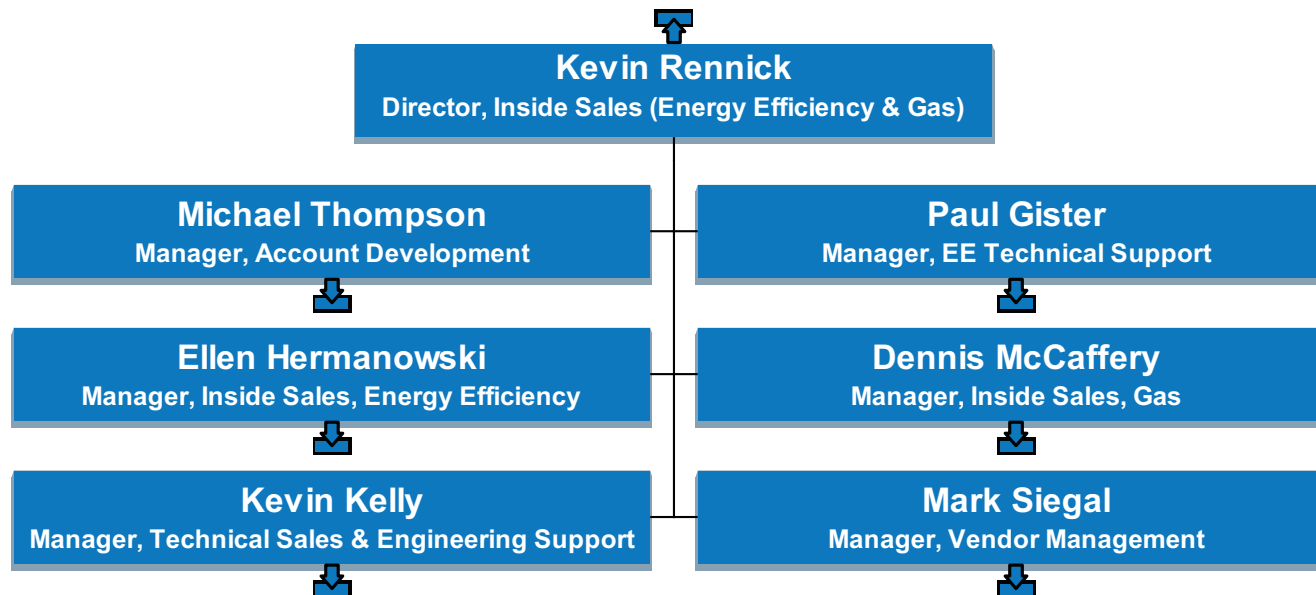 Kevin Rennick
Director, Inside Sales (Energy Efficiency & Gas)
Michael Thompson
Manager, Account Development
Paul Gister
Manager, EE Technical Support
Ellen Hermanowski
Manager, Inside Sales, Energy Efficiency
Dennis McCaffery
Manager, Inside Sales, Gas
Kevin Kelly
Manager, Technical Sales & Engineering Support
Mark Siegal
Manager, Vendor Management